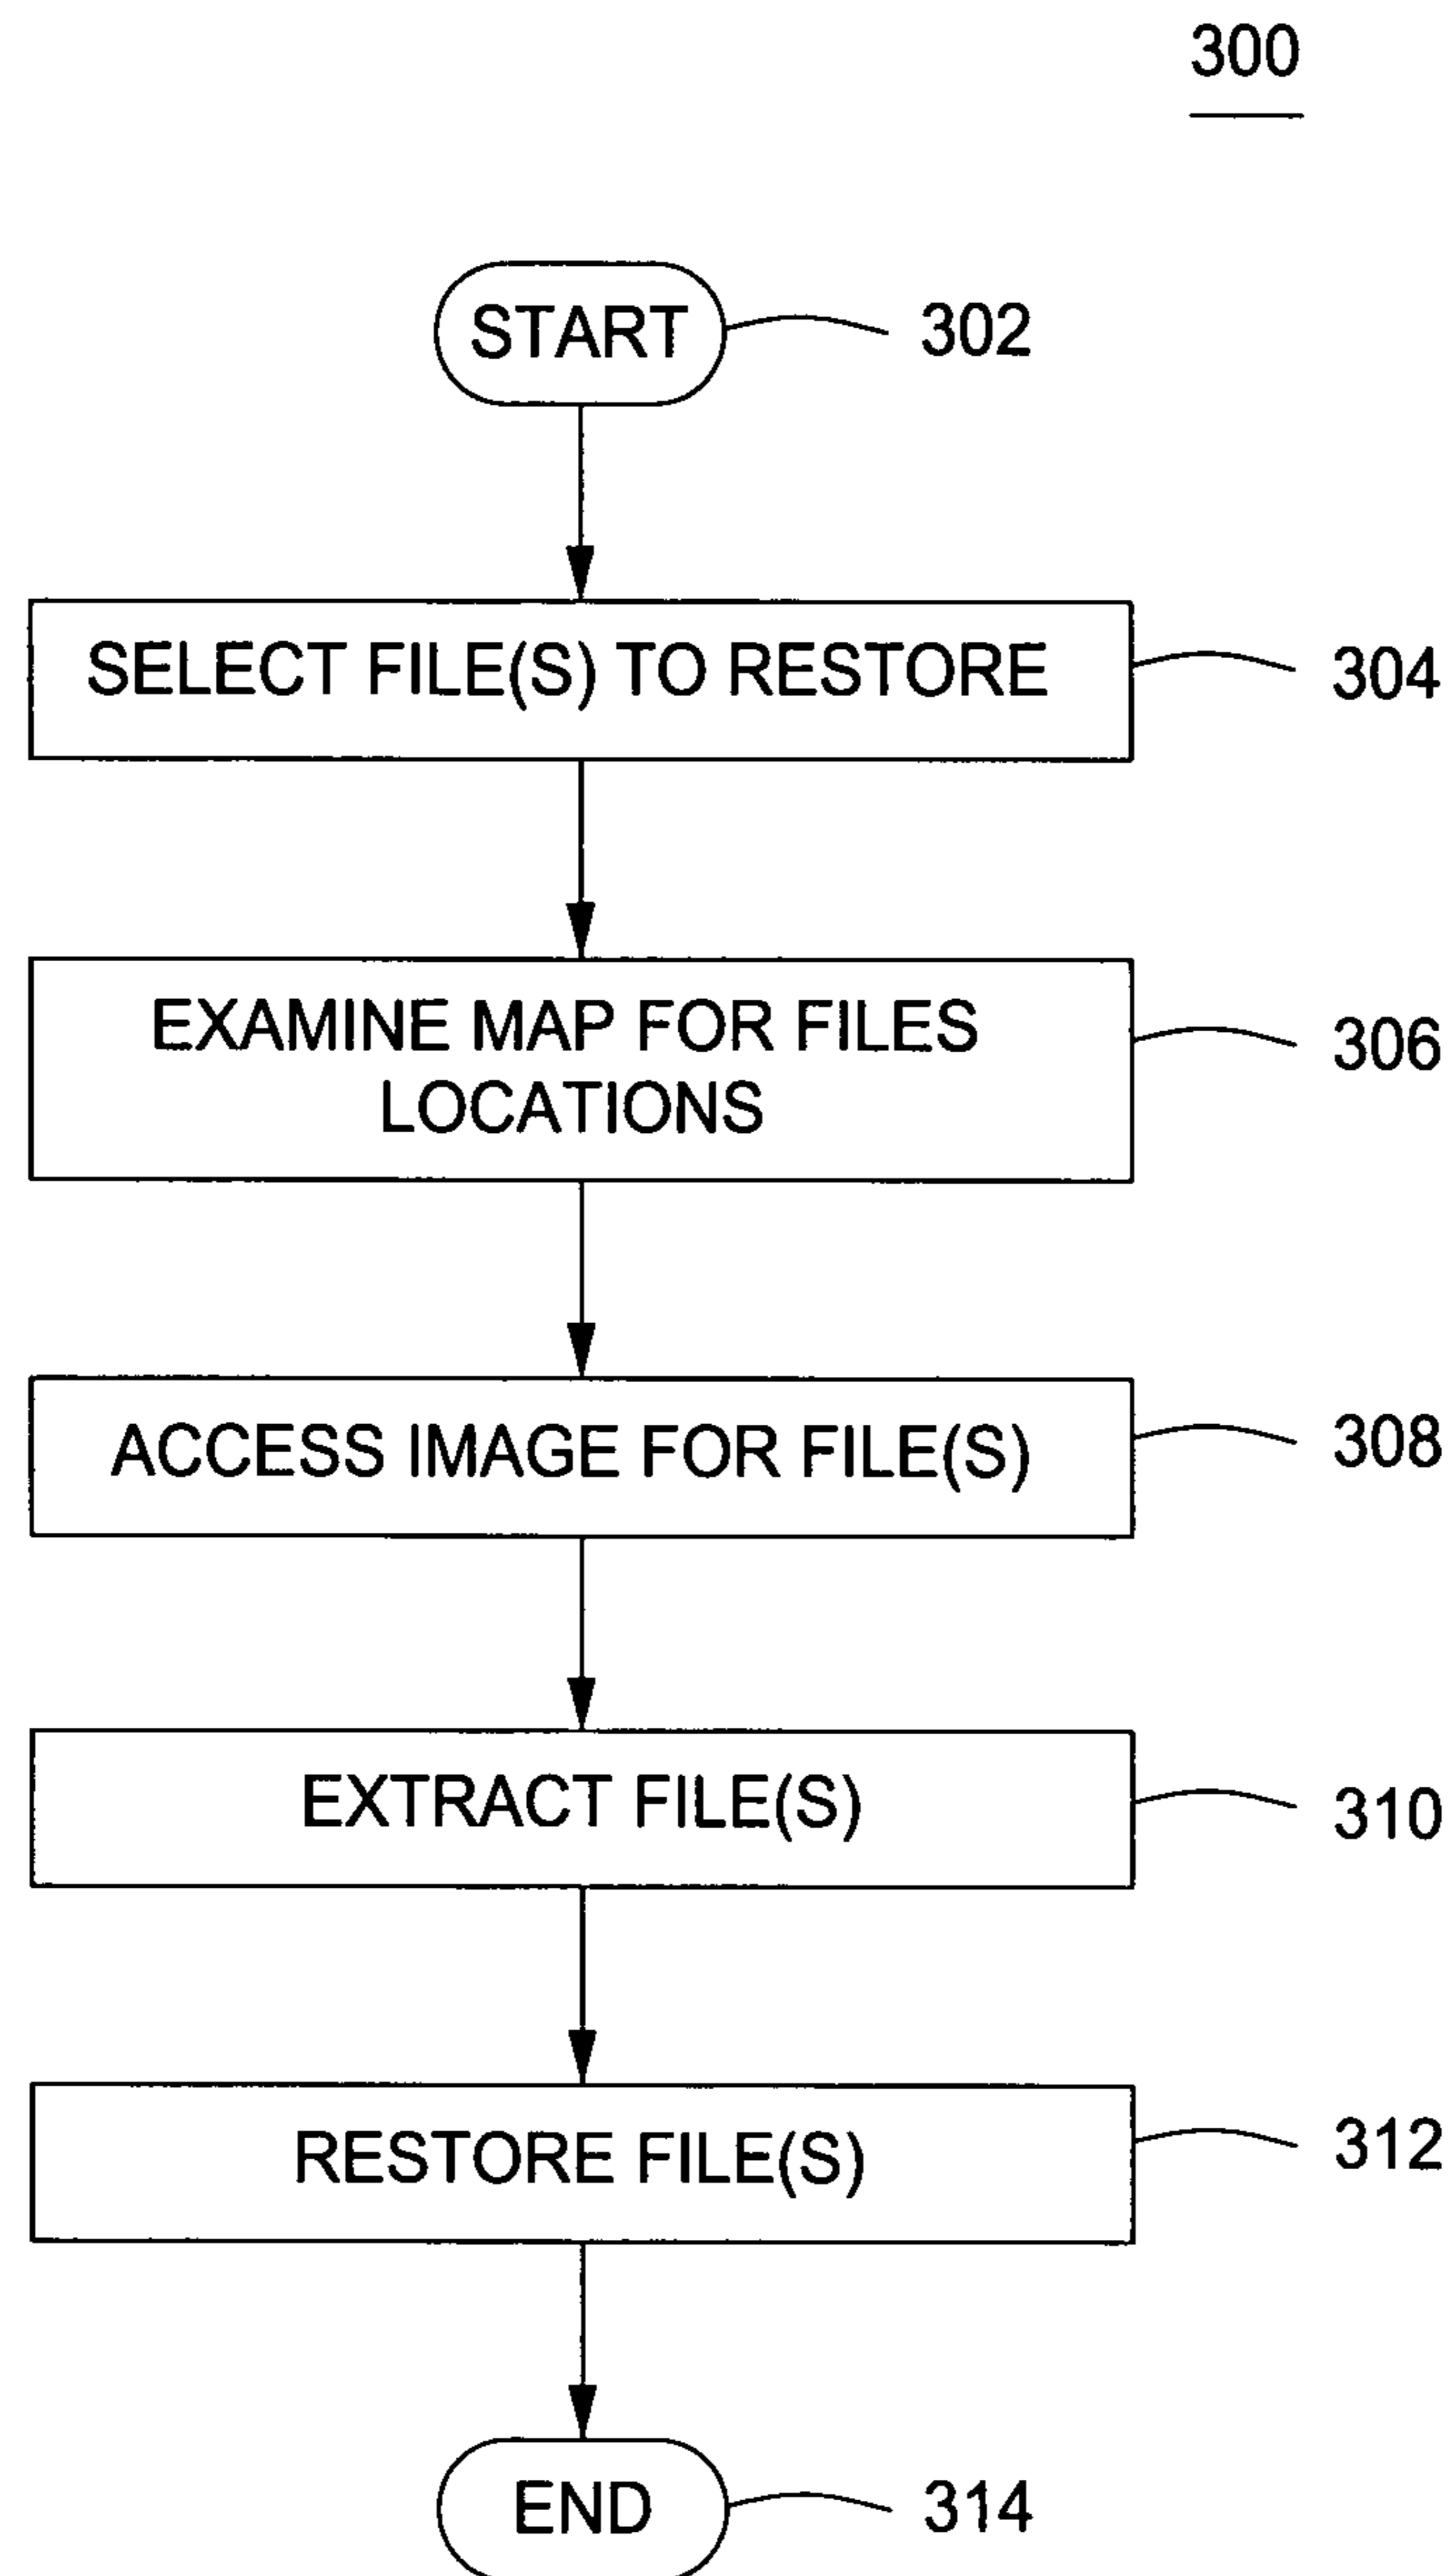 300
START
302
SELECT FILE(S) TO RESTORE
304
EXAMINE MAP FOR FILES
LOCATIONS
306
ACCESS IMAGE FOR FILE(S)
308
EXTRACT FILE(S)
310
RESTORE FILE(S)
312
END
314